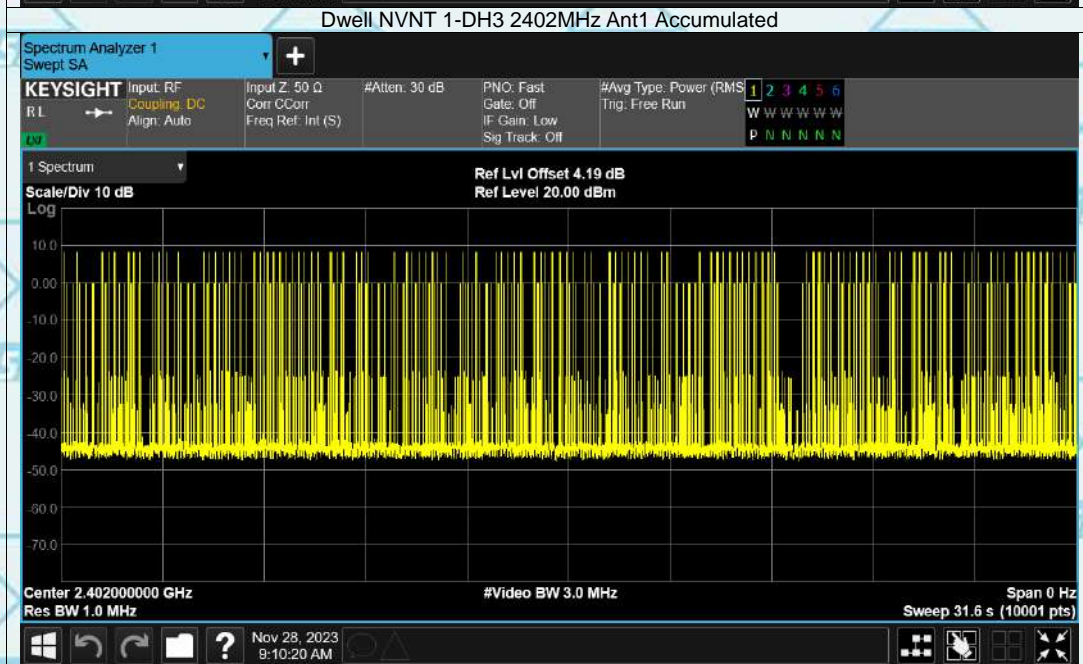 Dwell NVNT 1-DH3 2402MHz Ant1 Accumulated
Spectrum Analyzer 1
Swept SA
+
KEYSIGHT
R L
LXI
Input: RF
Coupling: DC
Align: Auto
Input Z: 50 Ω
Corr CCorr
Freq Ref: Int (S)
#Atten: 30 dB
PNO: Fast
Gate: Off
IF Gain: Low
Sig Track: Off
#Avg Type: Power (RMS
Trig: Free Run
1 2 3 4 5 6
W W W W W W
P N N N N N
1 Spectrum
Scale/Div 10 dB
Ref Lvl Offset 4.19 dB
Ref Level 20.00 dBm
Log
10.0
0.00
-10.0
-20.0
-30.0
-40.0
-50.0
-60.0
-70.0
Center 2.402000000 GHz
#Video BW 3.0 MHz
Span 0 Hz
Res BW 1.0 MHz
Sweep 31.6 s (10001 pts)
?
Nov 28, 2023
9:10:20 AM